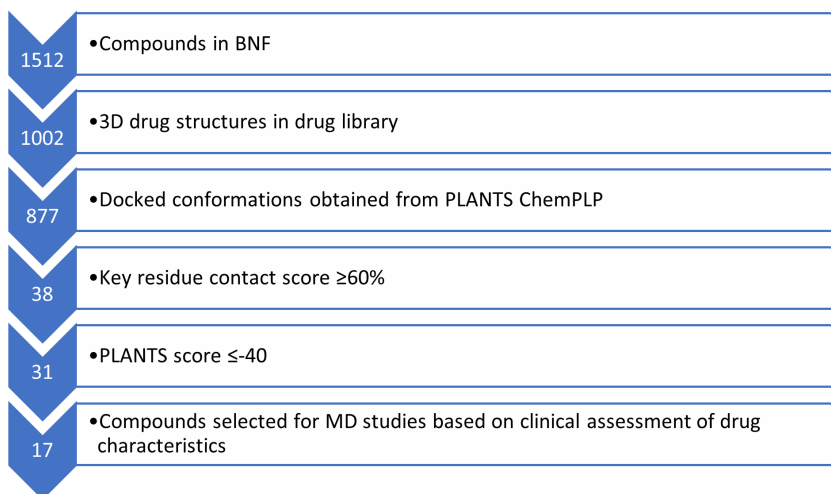 1512
•Compounds in BNF
1002
•3D drug structures in drug library
877
•Docked conformations obtained from PLANTS ChemPLP
38
•Key residue contact score ≥60%
31
•PLANTS score ≤-40
17
•Compounds selected for MD studies based on clinical assessment of drug
characteristics